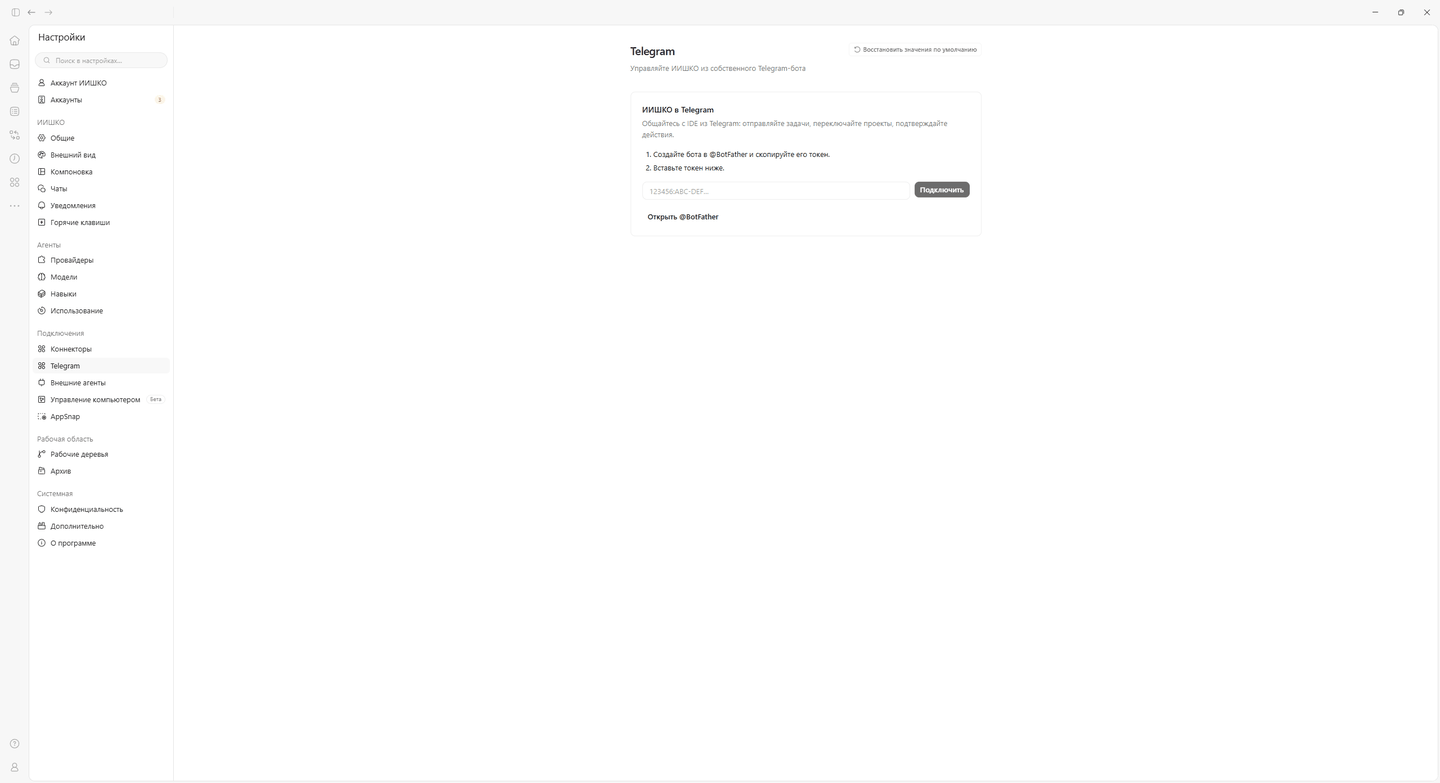 Настройки
Поиск в настройках...
Аккаунт ИИШКО
Аккаунты
3
ИИШКО
Общие
Внешний вид
Компоновка
Чаты
Уведомления
Горячие клавиши
Агенты
Провайдеры
Модели
Навыки
Использование
Подключения
Коннекторы
Telegram
Внешние агенты
Управление компьютером Бета
AppSnap
Рабочая область
Рабочие деревья
Архив
Системная
Конфиденциальность
Дополнительно
О программе
Telegram
Восстановить значения по умолчанию
Управляйте ИИШКО из собственного Telegram-бота
ИИШКО в Telegram
Общайтесь с IDE из Telegram: отправляйте задачи, переключайте проекты, подтверждайте
действия.
1. Создайте бота в @BotFather и скопируйте его токен.
2. Вставьте токен ниже.
123456:ABC-DEF...
Подключить
Открыть @BotFather